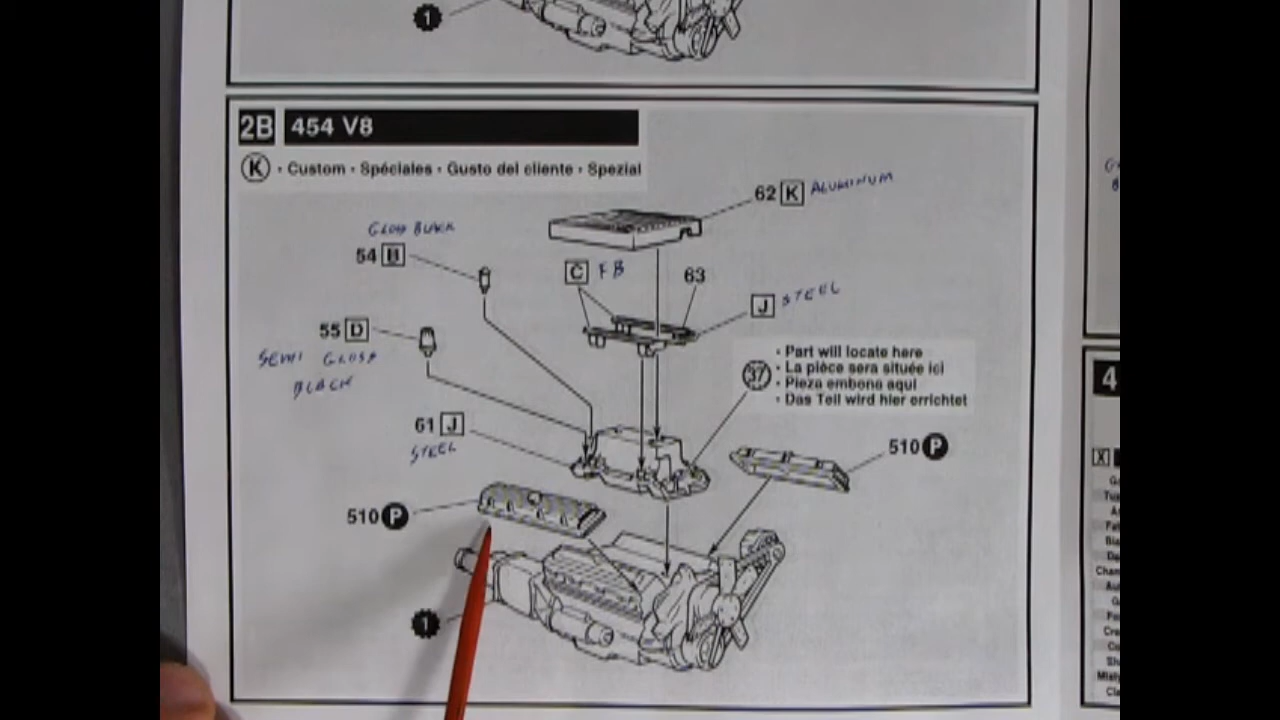 1
2B 454 V8
K • Custom • Spéciales • Gusto del cliente • Spezial
62 K ALUMINUM
GLOSS BLACK
54 B
C FB 63
J STEEL
55 D
SEMI GLOSS
BLACK
37 • Part will locate here
• La pièce sera située ici
• Pieza embona aqui
• Das Teil wird hier errichtet
61 J
STEEL
510 P
510 P
1
4
X